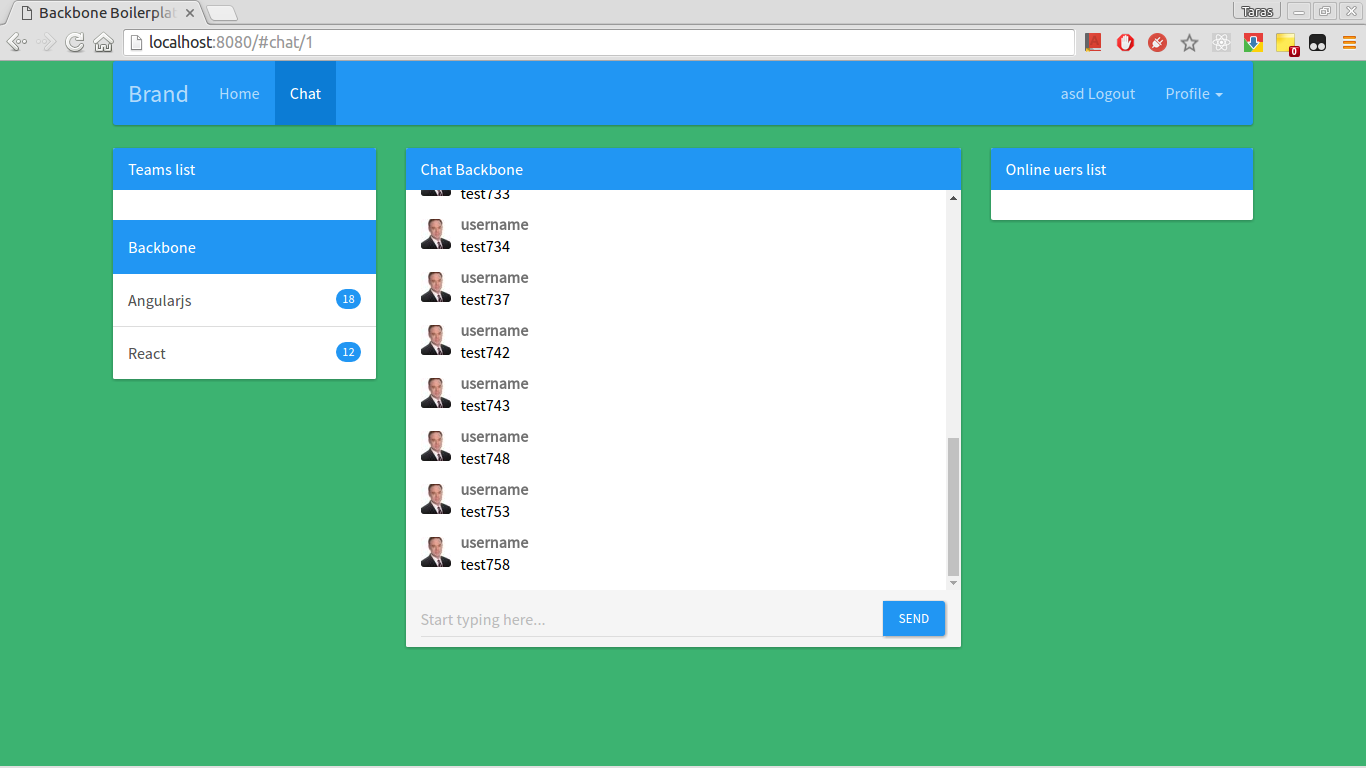 Backbone Boilerplat
Taras
localhost:8080/#chat/1
0
Brand Home Chat asd Logout Profile
Teams list
Backbone
Angularjs 18
React 12
Chat Backbone
test733
username
test734
username
test737
username
test742
username
test743
username
test748
username
test753
username
test758
Start typing here...
SEND
Online uers list